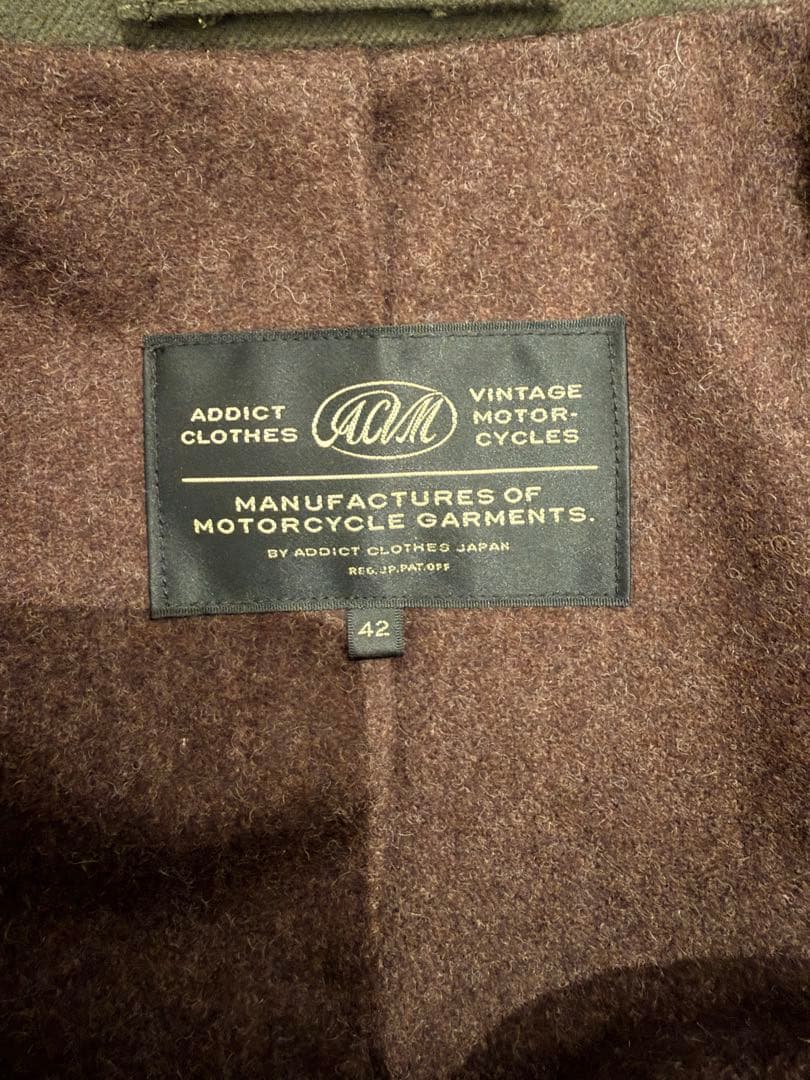 ADDICT
CLOTHES
ACVM
VINTAGE
MOTOR-
CYCLES
MANUFACTURES OF
MOTORCYCLE GARMENTS.
BY ADDICT CLOTHES JAPAN
REG.JP.PAT.OFF
42